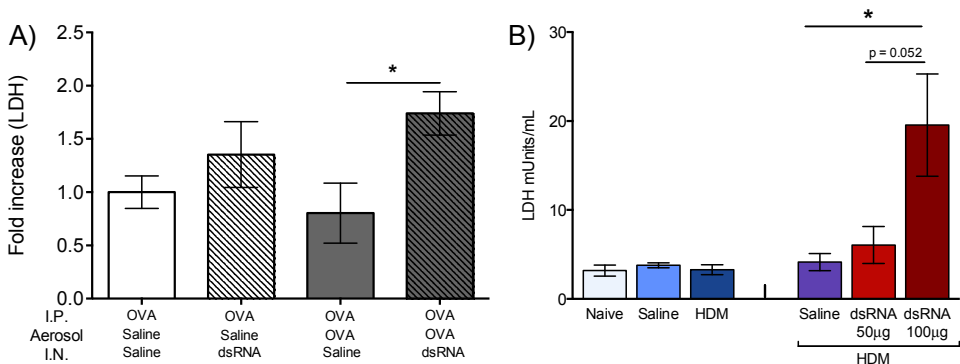 A)
Fold increase (LDH)
2.5
2.0
1.5
1.0
0.5
0.0
*
I.P. OVA OVA OVA OVA
Aerosol Saline Saline OVA OVA
I.N. Saline dsRNA Saline dsRNA
B)
LDH mUnits/mL
30
20
10
0
*
p = 0.052
Naive Saline HDM Saline dsRNA dsRNA
50µg 100µg
HDM